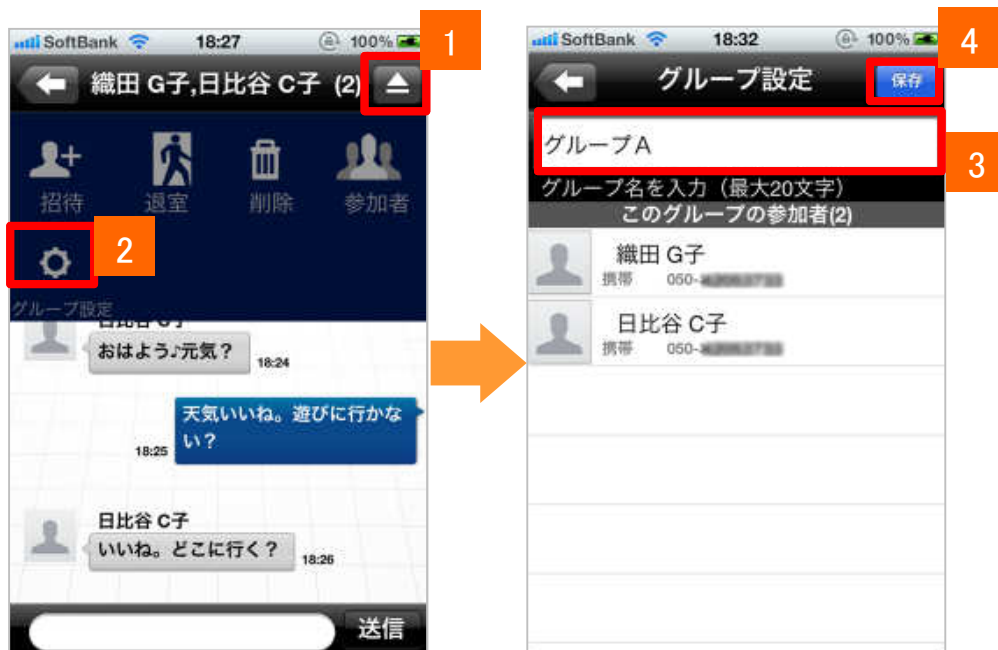 SoftBank 18:27 100%
1
織田 G子,日比谷 C子 (2)
招待 退室 削除 参加者
2
グループ設定
日比谷 C子
おはよう♪元気？ 18:24
天気いいね。遊びに行かな
い？
18:25
日比谷 C子
いいね。どこに行く？ 18:26
送信
SoftBank 18:32 100%
4
グループ設定 保存
グループA
3
グループ名を入力（最大20文字）
このグループの参加者(2)
織田 G子
携帯 050-
日比谷 C子
携帯 050-